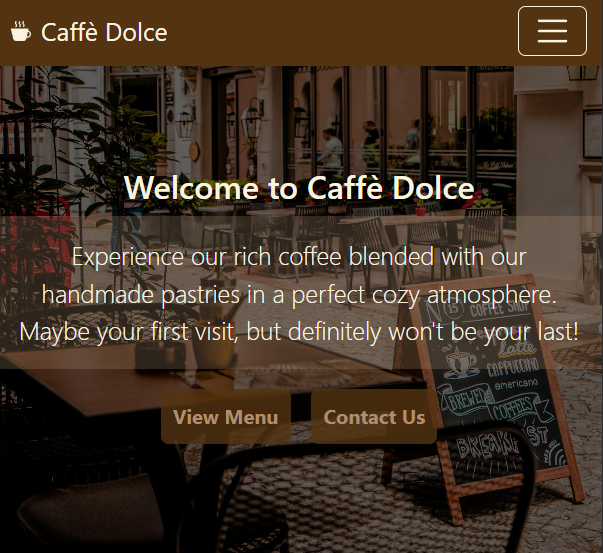 Caffè Dolce
Welcome to Caffè Dolce
Experience our rich coffee blended with our
handmade pastries in a perfect cozy atmosphere.
Maybe your first visit, but definitely won't be your last!
View Menu
Contact Us
COFFEE SHOP
Latte
CAPPUCCINO
americano
BREWED
COFFEES
BREAKFAST